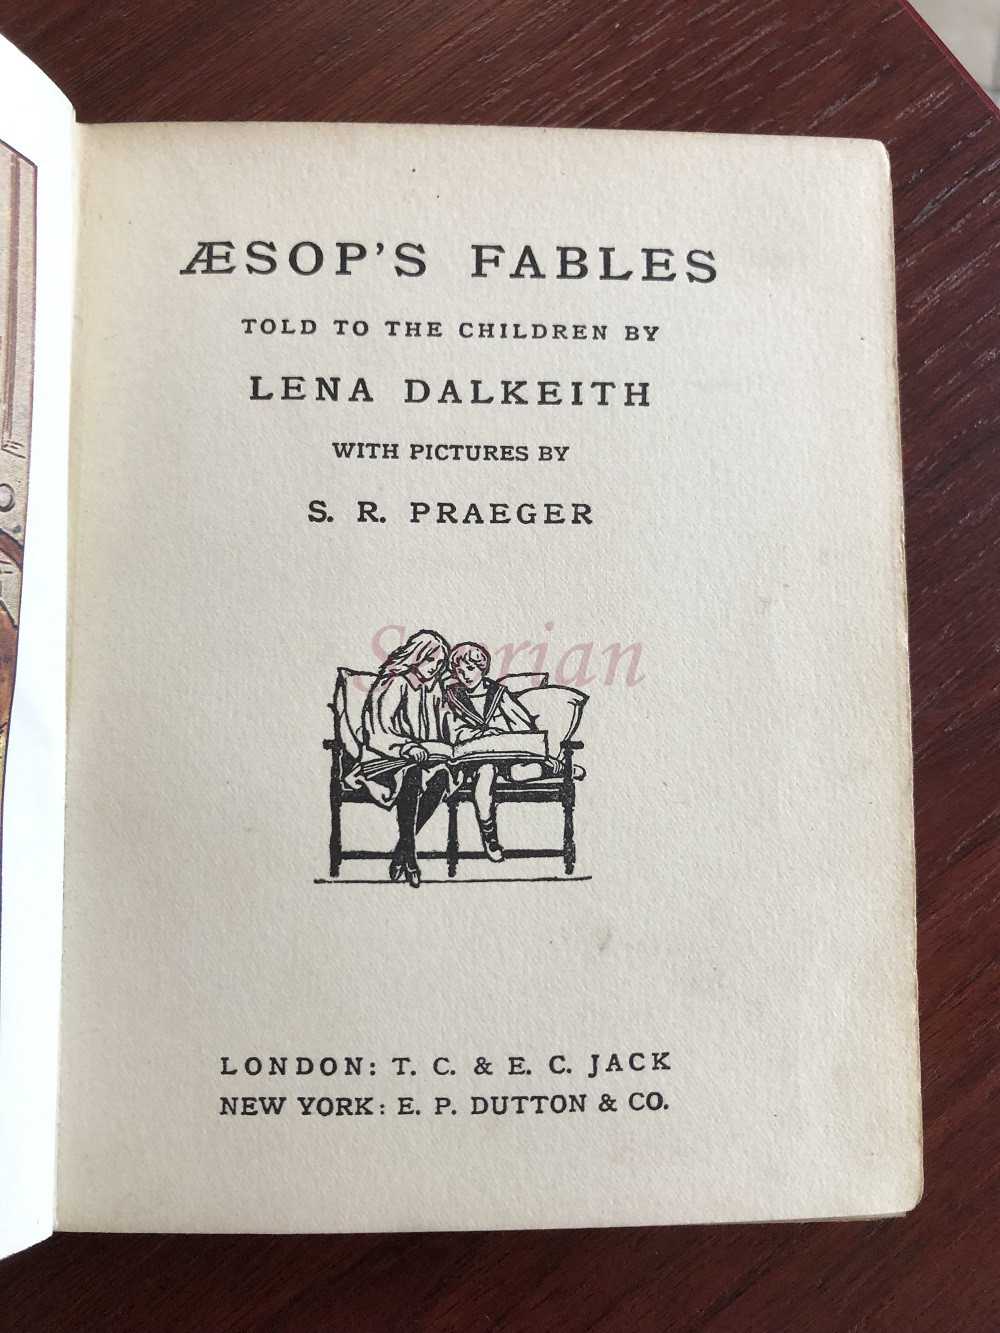 ÆSOP'S FABLES
TOLD TO THE CHILDREN BY
LENA DALKEITH
WITH PICTURES BY
S. R. PRAEGER
LONDON: T. C. & E. C. JACK
NEW YORK: E. P. DUTTON & CO.